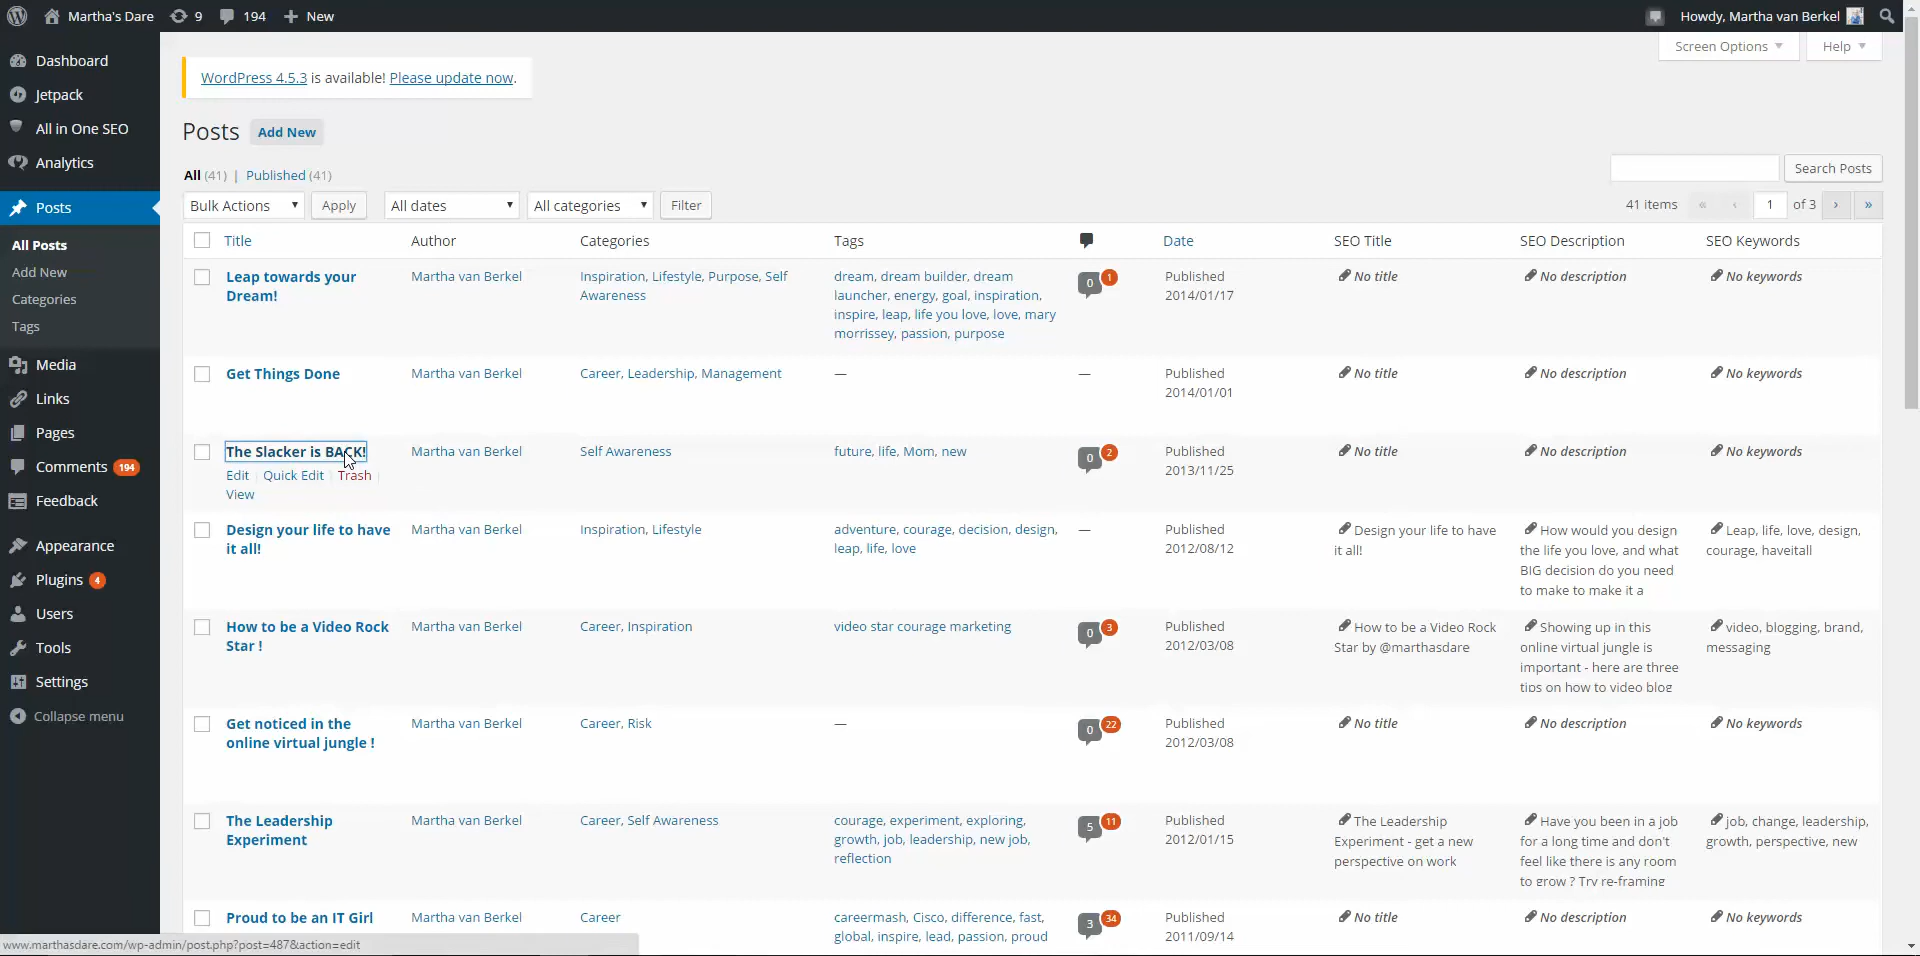 Martha's Dare 9 194 New Howdy, Martha van Berkel
Screen Options Help
Dashboard
Jetpack
All in One SEO
Analytics
Posts
All Posts
Add New
Categories
Tags
Media
Links
Pages
Comments 194
Feedback
Appearance
Plugins 4
Users
Tools
Settings
Collapse menu
WordPress 4.5.3 is available! Please update now.
Posts Add New
All (41) | Published (41)
Search Posts
Bulk Actions Apply All dates All categories Filter 41 items « ‹ 1 of 3 › »
Title Author Categories Tags Date SEO Title SEO Description SEO Keywords
Leap towards your Martha van Berkel Inspiration, Lifestyle, Purpose, Self dream, dream builder, dream 0 1 Published No title No description No keywords
Dream! Awareness launcher, energy, goal, inspiration, 2014/01/17
inspire, leap, life you love, love, mary
morrissey, passion, purpose
Get Things Done Martha van Berkel Career, Leadership, Management — — Published No title No description No keywords
2014/01/01
The Slacker is BACK! Martha van Berkel Self Awareness future, life, Mom, new 0 2 Published No title No description No keywords
Edit | Quick Edit | Trash | 2013/11/25
View
Design your life to have Martha van Berkel Inspiration, Lifestyle adventure, courage, decision, design, — Published Design your life to have How would you design Leap, life, love, design,
it all! leap, life, love 2012/08/12 it all! the life you love, and what courage, haveitall
BIG decision do you need
to make to make it a
How to be a Video Rock Martha van Berkel Career, Inspiration video star courage marketing 0 3 Published How to be a Video Rock Showing up in this video, blogging, brand,
Star ! 2012/03/08 Star by @marthasdare online virtual jungle is messaging
important - here are three
tips on how to video blog
Get noticed in the Martha van Berkel Career, Risk — 0 22 Published No title No description No keywords
online virtual jungle ! 2012/03/08
The Leadership Martha van Berkel Career, Self Awareness courage, experiment, exploring, 5 11 Published The Leadership Have you been in a job job, change, leadership,
Experiment growth, job, leadership, new job, 2012/01/15 Experiment - get a new for a long time and don't growth, perspective, new
reflection perspective on work feel like there is any room
to grow ? Try re-framing
Proud to be an IT Girl Martha van Berkel Career careermash, Cisco, difference, fast, 3 34 Published No title No description No keywords
global, inspire, lead, passion, proud 2011/09/14
www.marthasdare.com/wp-admin/post.php?post=487&action=edit